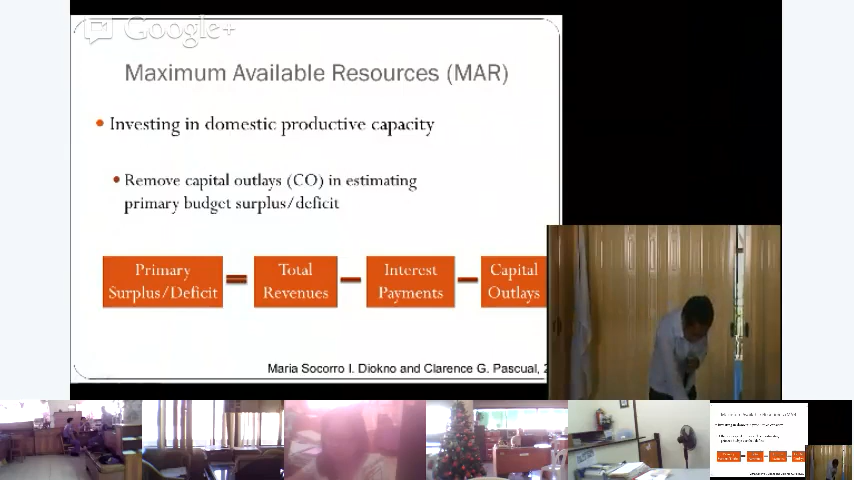 Google+
Maximum Available Resources (MAR)
Investing in domestic productive capacity
Remove capital outlays (CO) in estimating
primary budget surplus/deficit
Primary
Surplus/Deficit
=
Total
Revenues
–
Interest
Payments
–
Capital
Outlays
Maria Socorro I. Diokno and Clarence G. Pascual, 2